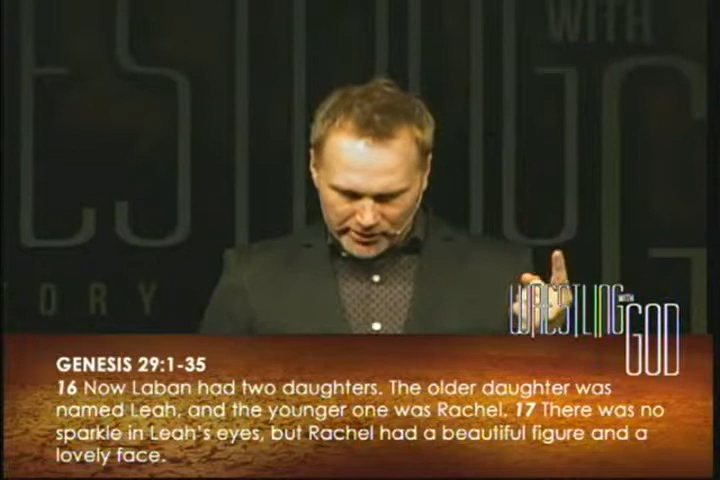 WITH
ESTLING
G
ORY
WRESTLING WITH GOD
GENESIS 29:1-35
16 Now Laban had two daughters. The older daughter was
named Leah, and the younger one was Rachel. 17 There was no
sparkle in Leah's eyes, but Rachel had a beautiful figure and a
lovely face.